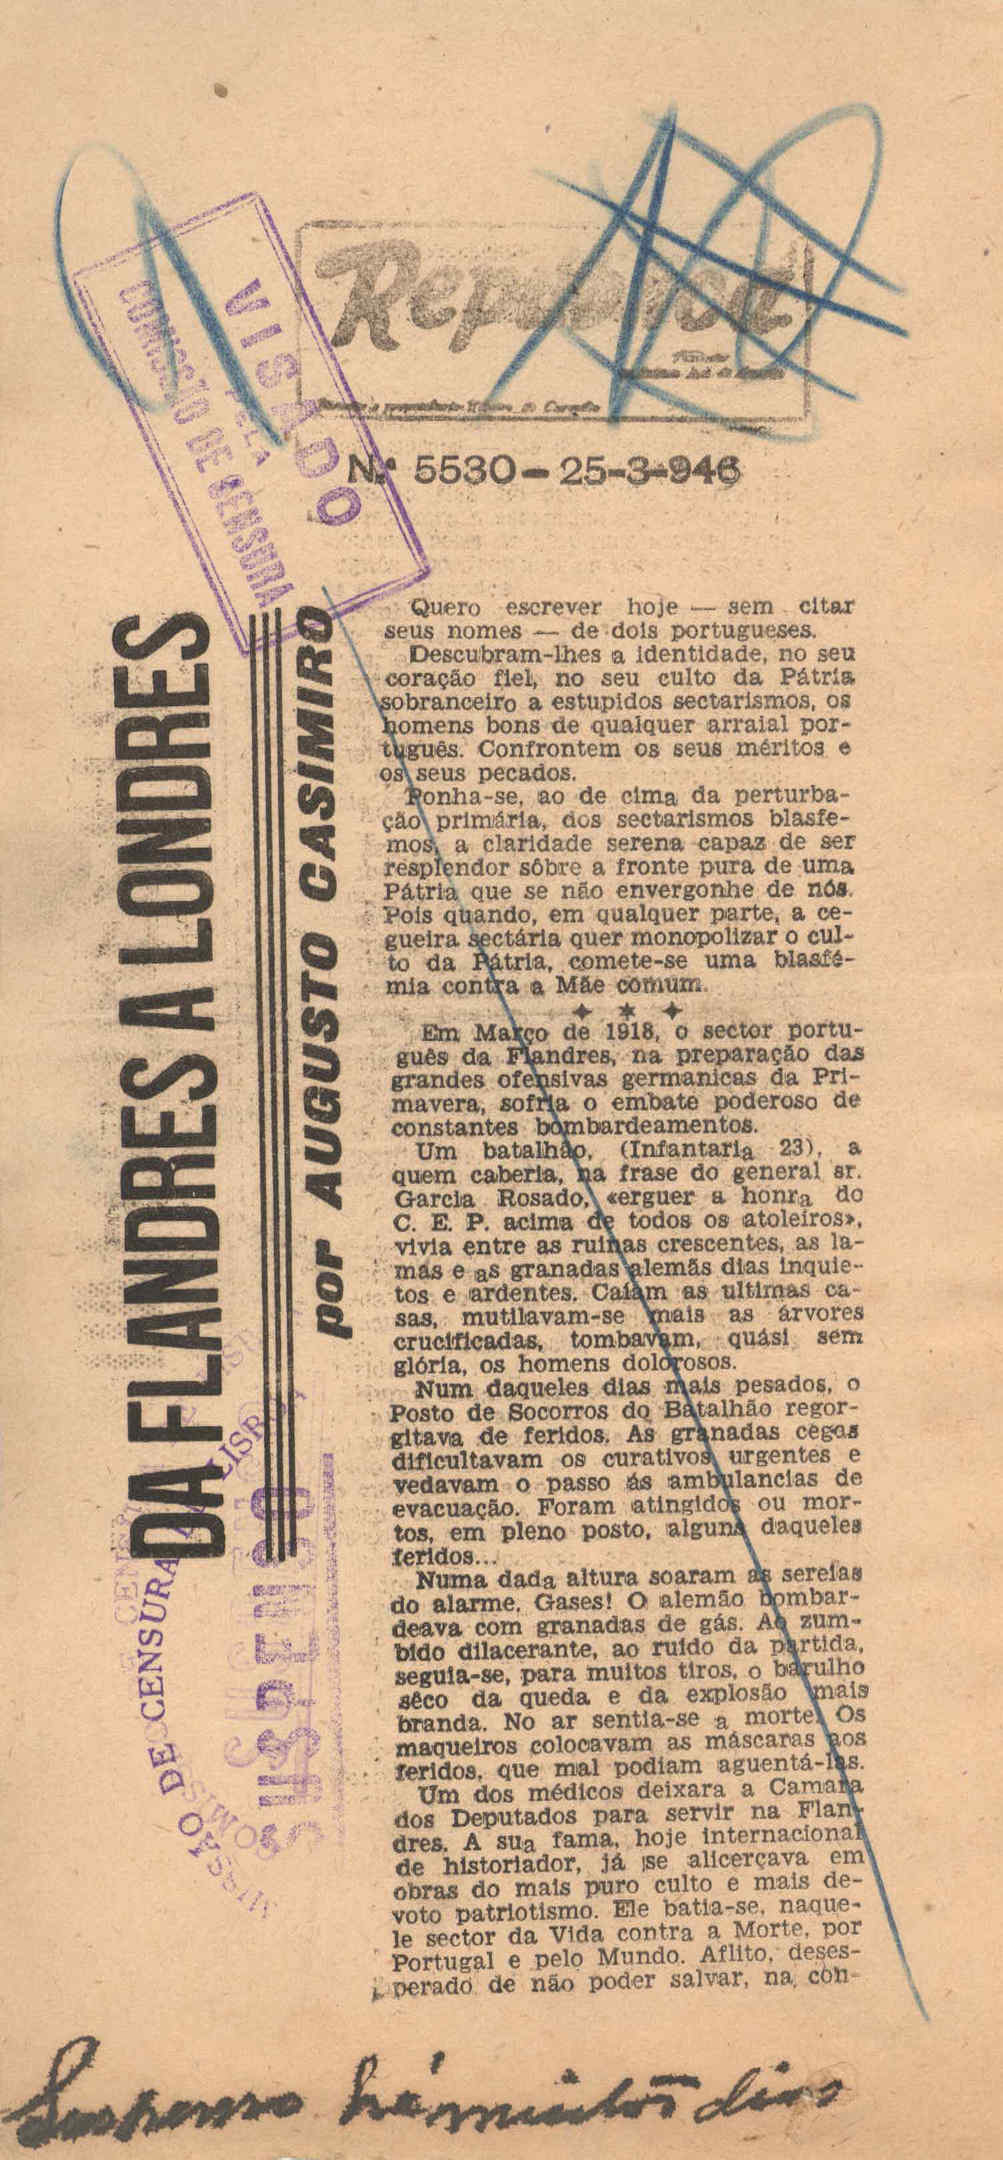 República
VISADO
PELA
COMISSÃO DE CENSURA
N.º 5530 — 25-3-946
DA FLANDRES A LONDRES
por AUGUSTO CASIMIRO
Quero escrever hoje — sem citar
seus nomes — de dois portugueses.
Descubram-lhes a identidade, no seu
coração fiel, no seu culto da Pátria
sobranceiro a estupidos sectarismos, os
homens bons de qualquer arraial por-
tuguês. Confrontem os seus méritos e
os seus pecados.
Ponha-se, ao de cima da perturba-
ção primária, dos sectarismos blasfe-
mos, a claridade serena capaz de ser
resplendor sôbre a fronte pura de uma
Pátria que se não envergonhe de nós.
Pois quando, em qualquer parte, a ce-
gueira sectária quer monopolizar o cul-
to da Pátria, comete-se uma blasfé-
mia contra a Mãe comum.
✦ ✶ ✦
Em Março de 1918, o sector portu-
guês da Flandres, na preparação das
grandes ofensivas germanicas da Pri-
mavera, sofria o embate poderoso de
constantes bombardeamentos.
Um batalhão, (Infantaria 23), a
quem caberia, na frase do general sr.
Garcia Rosado, «erguer a honra do
C. E. P. acima de todos os atoleiros»,
vivia entre as ruinas crescentes, as la-
mas e as granadas alemãs dias inquie-
tos e ardentes. Caiam as ultimas ca-
sas, mutilavam-se mais as árvores
crucificadas, tombavam, quási sem
glória, os homens dolorosos.
Num daqueles dias mais pesados, o
Posto de Socorros do Batalhão regor-
gitava de feridos. As granadas cegas
dificultavam os curativos urgentes e
vedavam o passo ás ambulancias de
evacuação. Foram atingidos ou mor-
tos, em pleno posto, alguns daqueles
feridos...
Numa dada altura soaram as sereias
do alarme. Gases! O alemão bombar-
deava com granadas de gás. Ao zum-
bido dilacerante, ao ruido da partida,
seguia-se, para muitos tiros, o barulho
sêco da queda e da explosão mais
branda. No ar sentia-se a morte. Os
maqueiros colocavam as máscaras aos
feridos, que mal podiam aguentá-las.
Um dos médicos deixara a Camara
dos Deputados para servir na Flan-
dres. A sua fama, hoje internacional
de historiador, já se alicerçava em
obras do mais puro culto e mais de-
voto patriotismo. Ele batia-se, naque-
le sector da Vida contra a Morte, por
Portugal e pelo Mundo. Aflito, deses-
perado de não poder salvar, na con-
DE CENSURA
SUSPENSO
Suspenso há muitos dias